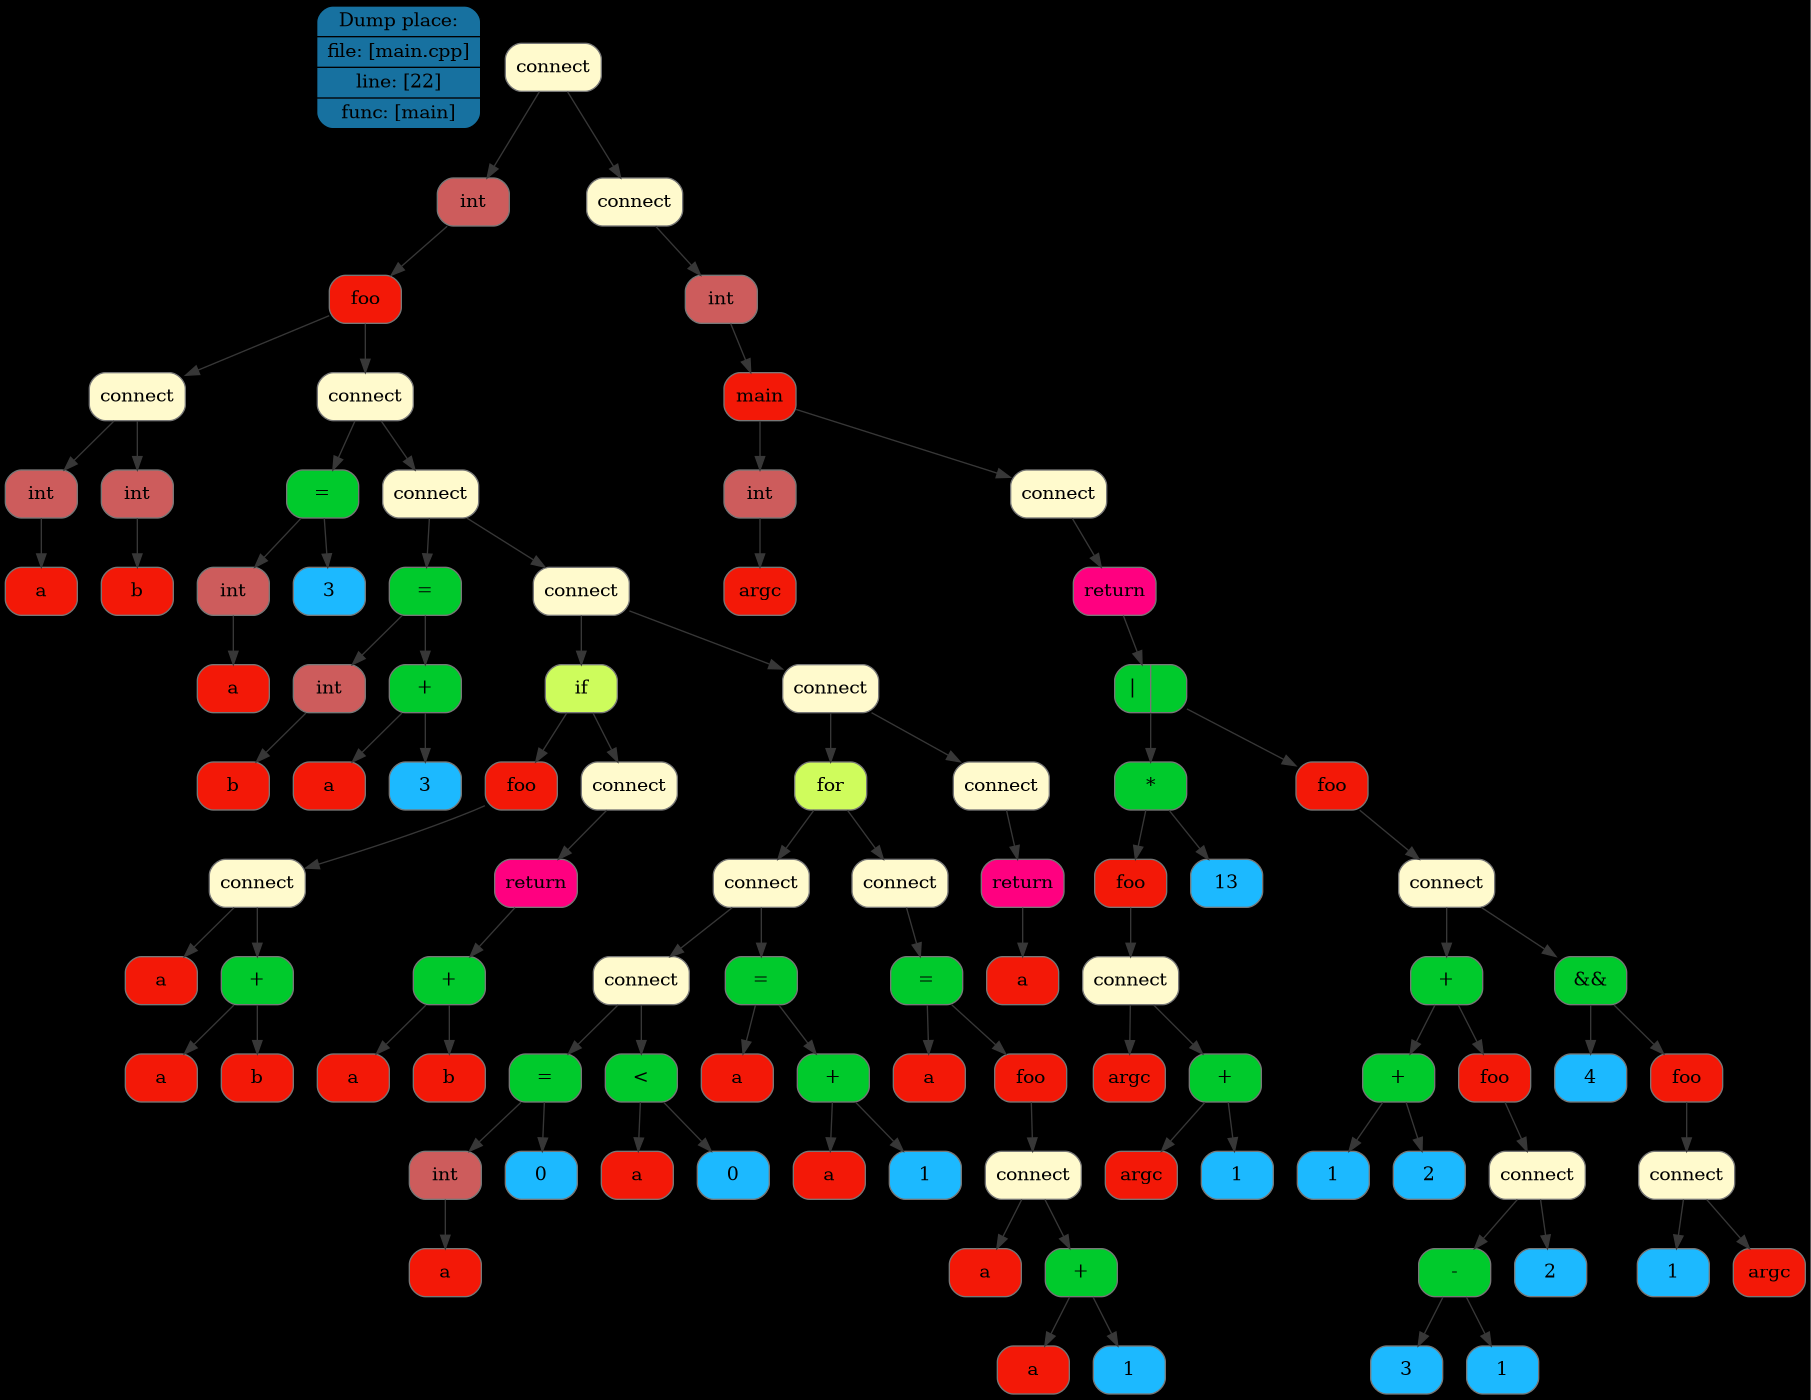 Dump place:
file: [main.cpp]
line: [22]
func: [main]
connect
int
connect
foo
int
connect
connect
main
int
int
=
connect
int
connect
a
b
int
3
=
connect
argc
return
a
int
+
if
connect
|
b
a
3
foo
connect
for
connect
*
foo
connect
return
connect
connect
return
foo
13
connect
a
+
+
connect
=
=
a
connect
+
&&
a
b
a
b
=
<
a
+
a
foo
argc
+
+
foo
4
foo
int
0
a
0
a
1
connect
argc
1
1
2
connect
connect
a
a
+
-
2
1
argc
a
1
3
1